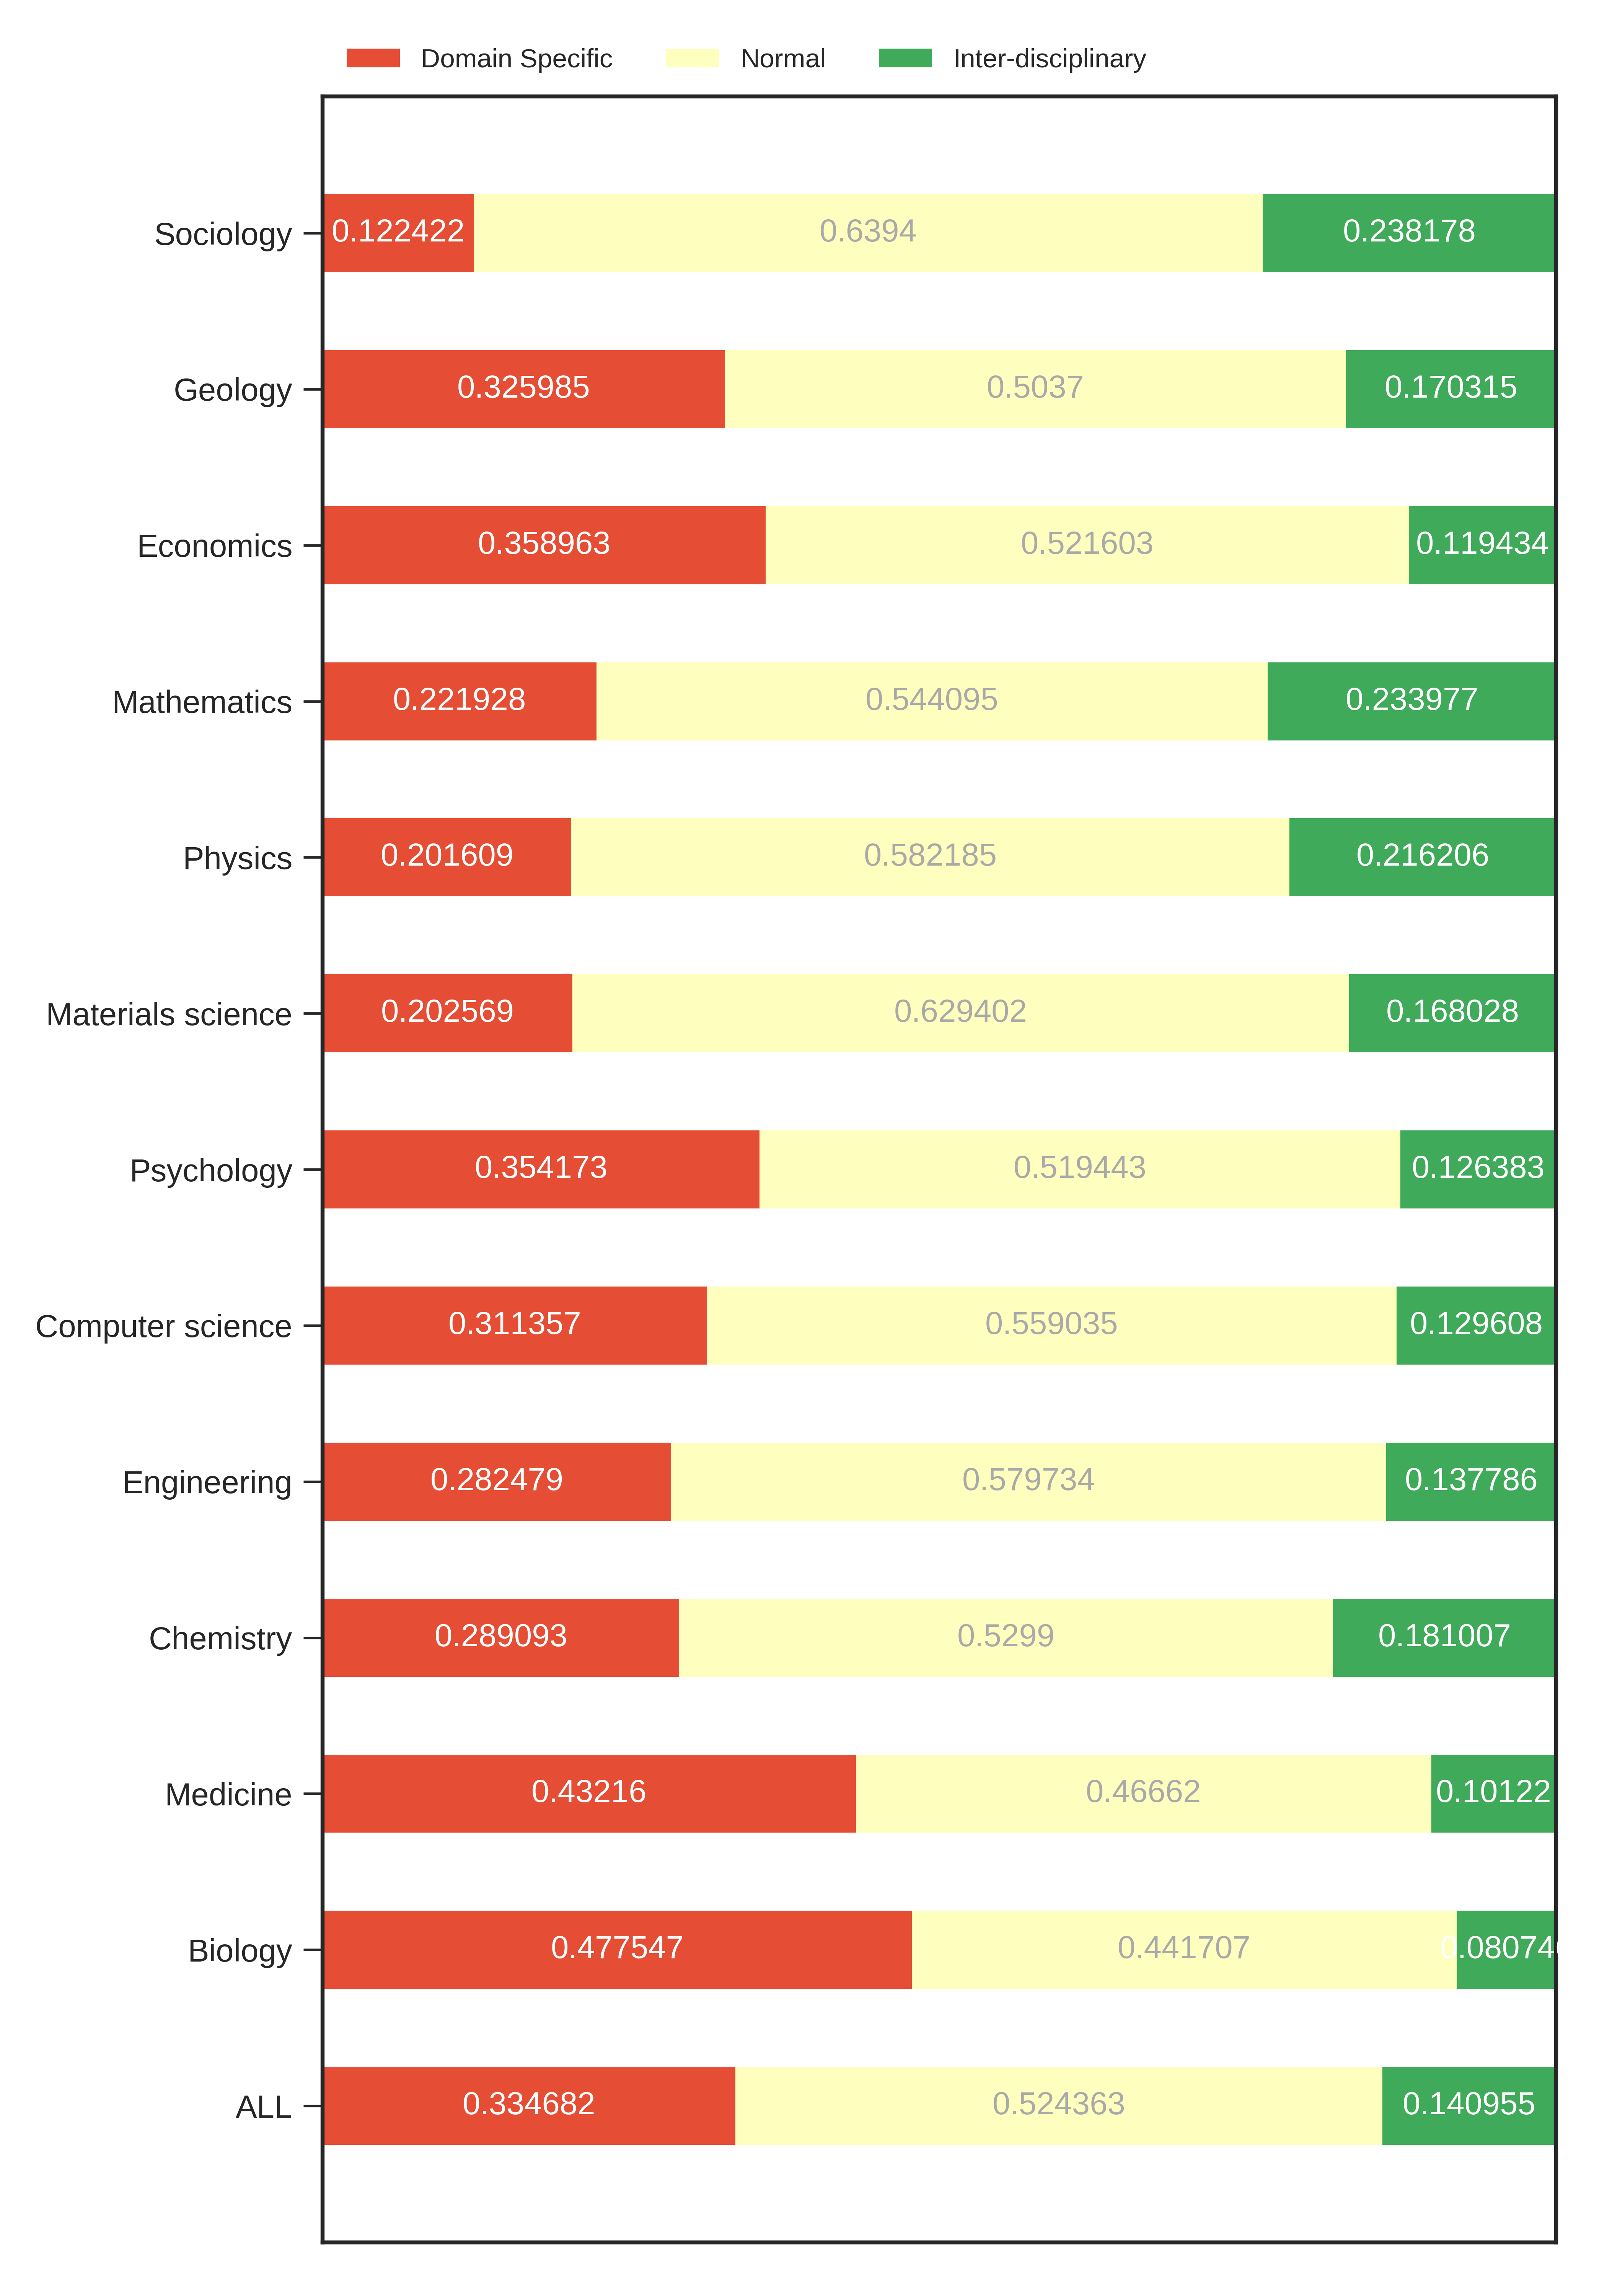 Domain Specific Normal Inter-disciplinary
Sociology 0.122422 0.6394 0.238178
Geology 0.325985 0.5037 0.170315
Economics 0.358963 0.521603 0.119434
Mathematics 0.221928 0.544095 0.233977
Physics 0.201609 0.582185 0.216206
Materials science 0.202569 0.629402 0.168028
Psychology 0.354173 0.519443 0.126383
Computer science 0.311357 0.559035 0.129608
Engineering 0.282479 0.579734 0.137786
Chemistry 0.289093 0.5299 0.181007
Medicine 0.43216 0.46662 0.10122
Biology 0.477547 0.441707
ALL 0.334682 0.524363 0.140955